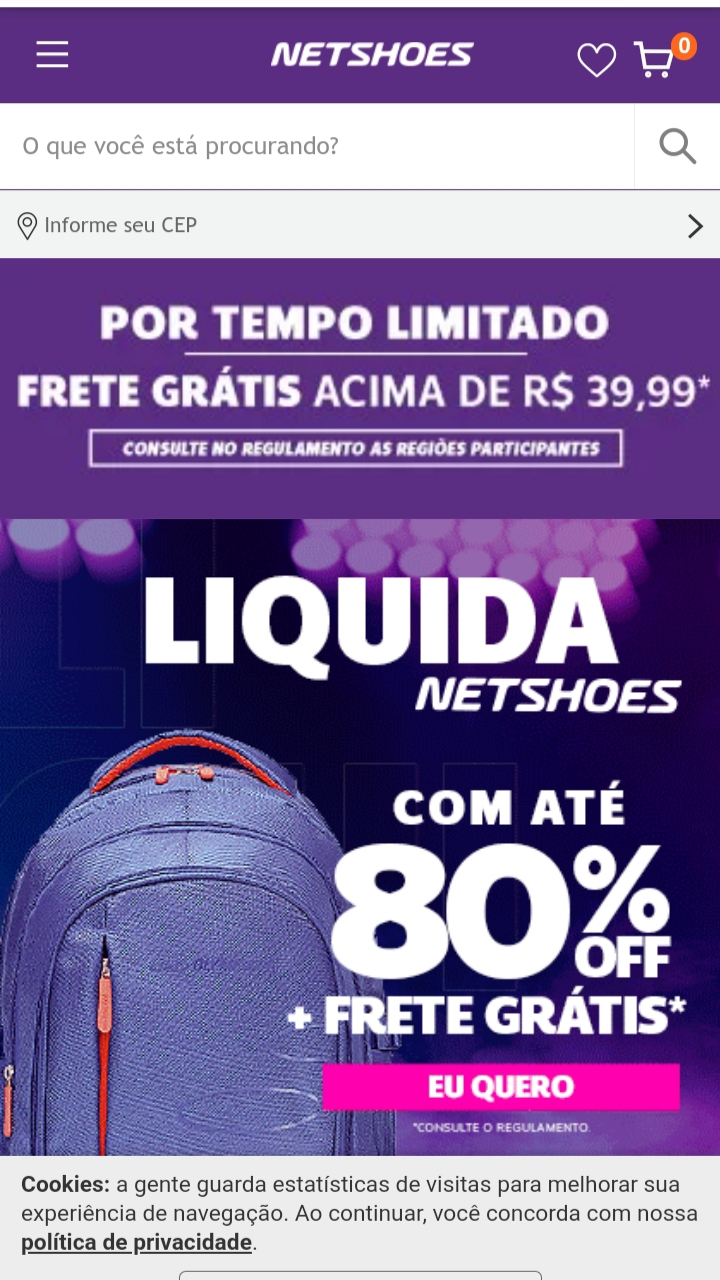 NETSHOES
0
O que você está procurando?
Informe seu CEP
POR TEMPO LIMITADO
FRETE GRÁTIS ACIMA DE R$ 39,99*
CONSULTE NO REGULAMENTO AS REGIÕES PARTICIPANTES
LIQUIDA
NETSHOES
COM ATÉ
80%
OFF
+ FRETE GRÁTIS*
EU QUERO
*CONSULTE O REGULAMENTO.
Cookies: a gente guarda estatísticas de visitas para melhorar sua
experiência de navegação. Ao continuar, você concorda com nossa
política de privacidade.